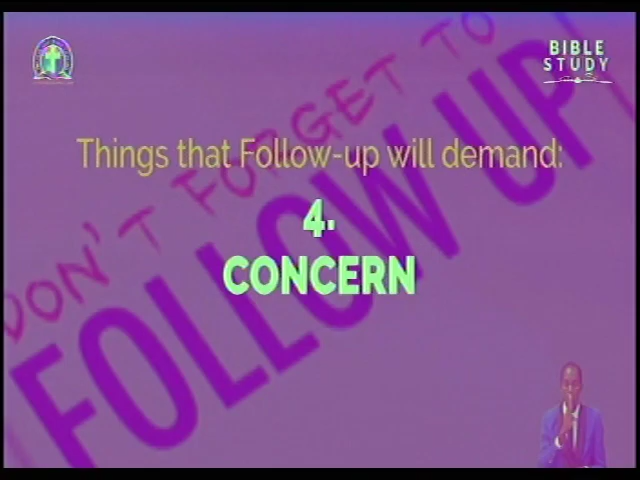 BIBLE
STUDY
DON'T FORGET TO
FOLLOW UP!
Things that Follow-up will demand:
4.
CONCERN